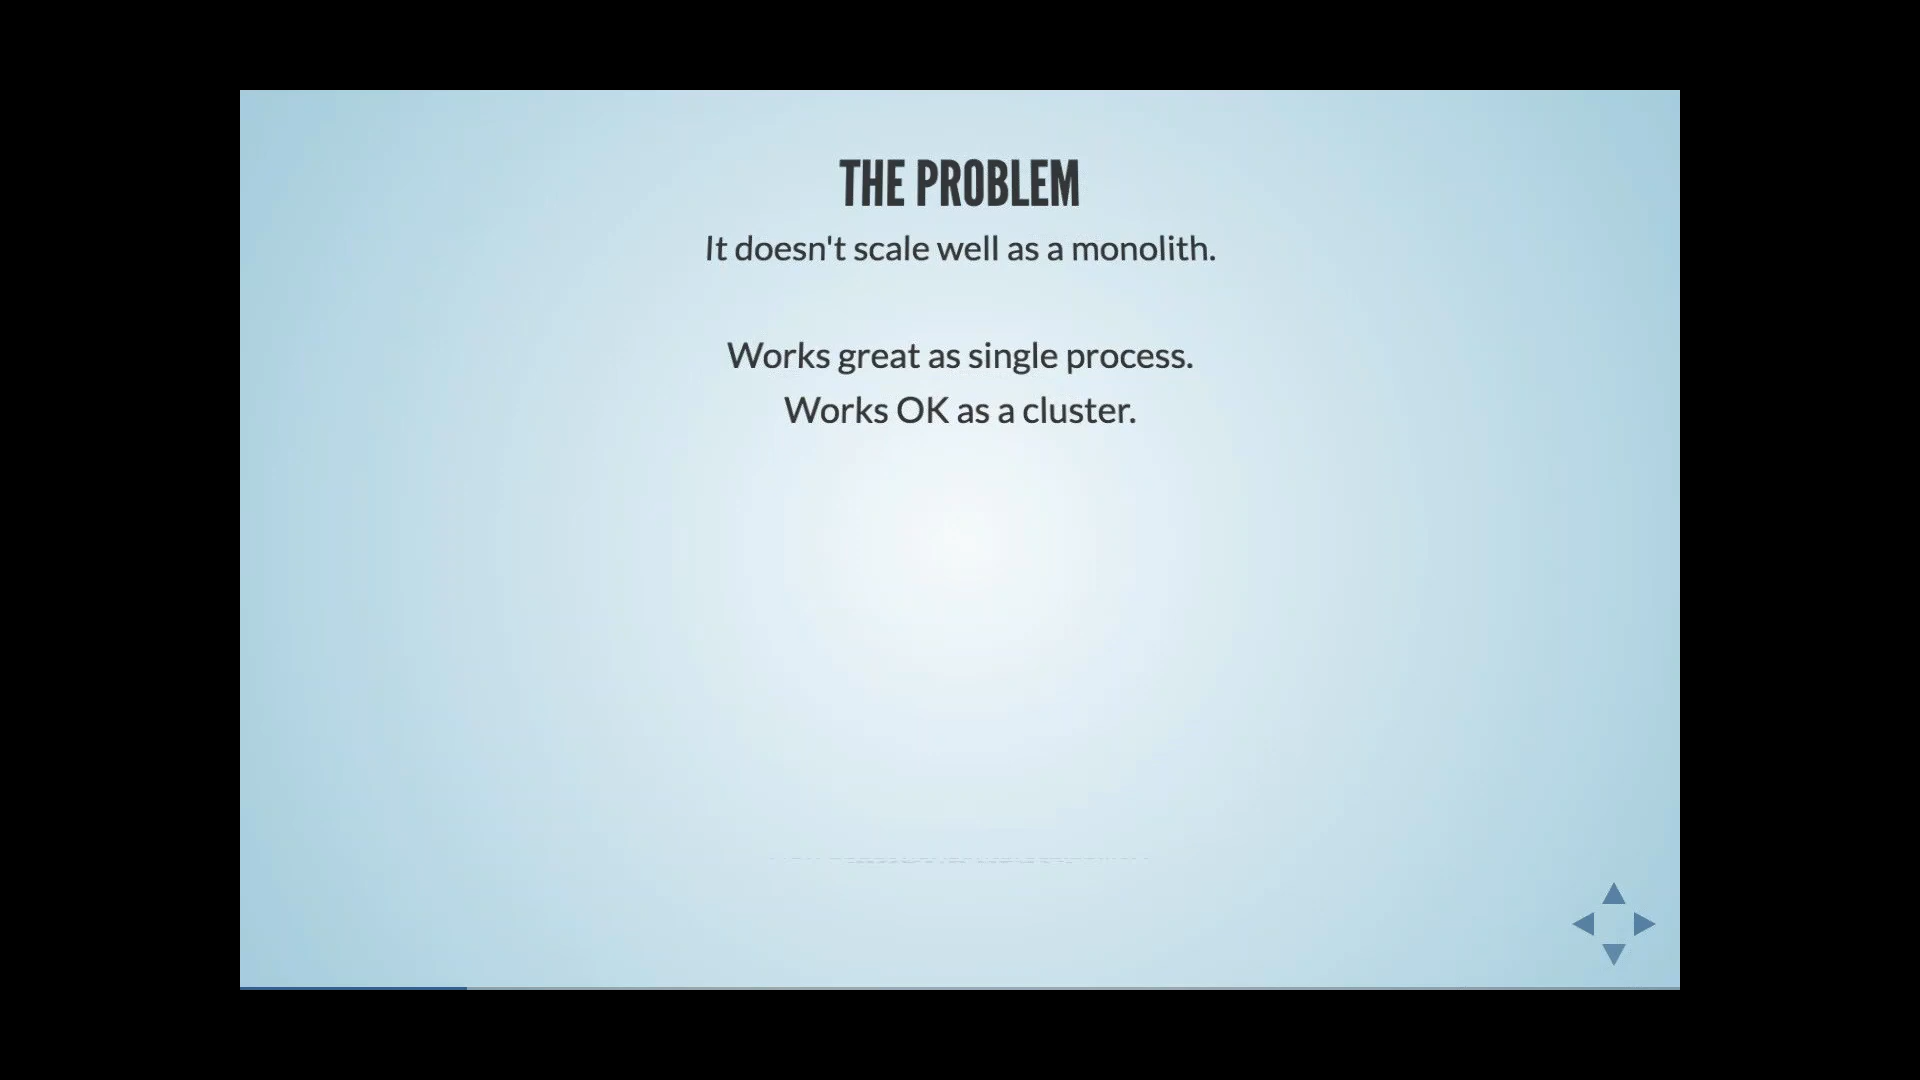 THE PROBLEM
It doesn't scale well as a monolith.
Works great as single process.
Works OK as a cluster.